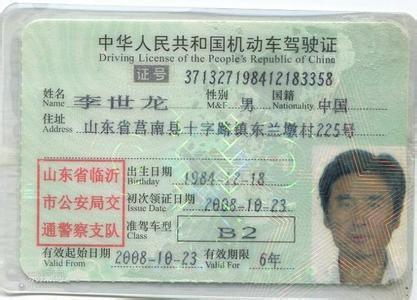 中华人民共和国机动车驾驶证
Driving License of the People's Republic of China
证号 371327198412183358
姓名 Name 李世龙 性别 M&F 男 国籍 Nationality 中国
住址 Address 山东省莒南县十字路镇东兰墩村225号
山东省临沂
市公安局交
通警察支队
出生日期 Birthday 1984-12-18
初次领证日期 2008-10-23
准驾车型 Class B2
有效起始日期 Valid From 2008-10-23 有效期限 Valid For 6年